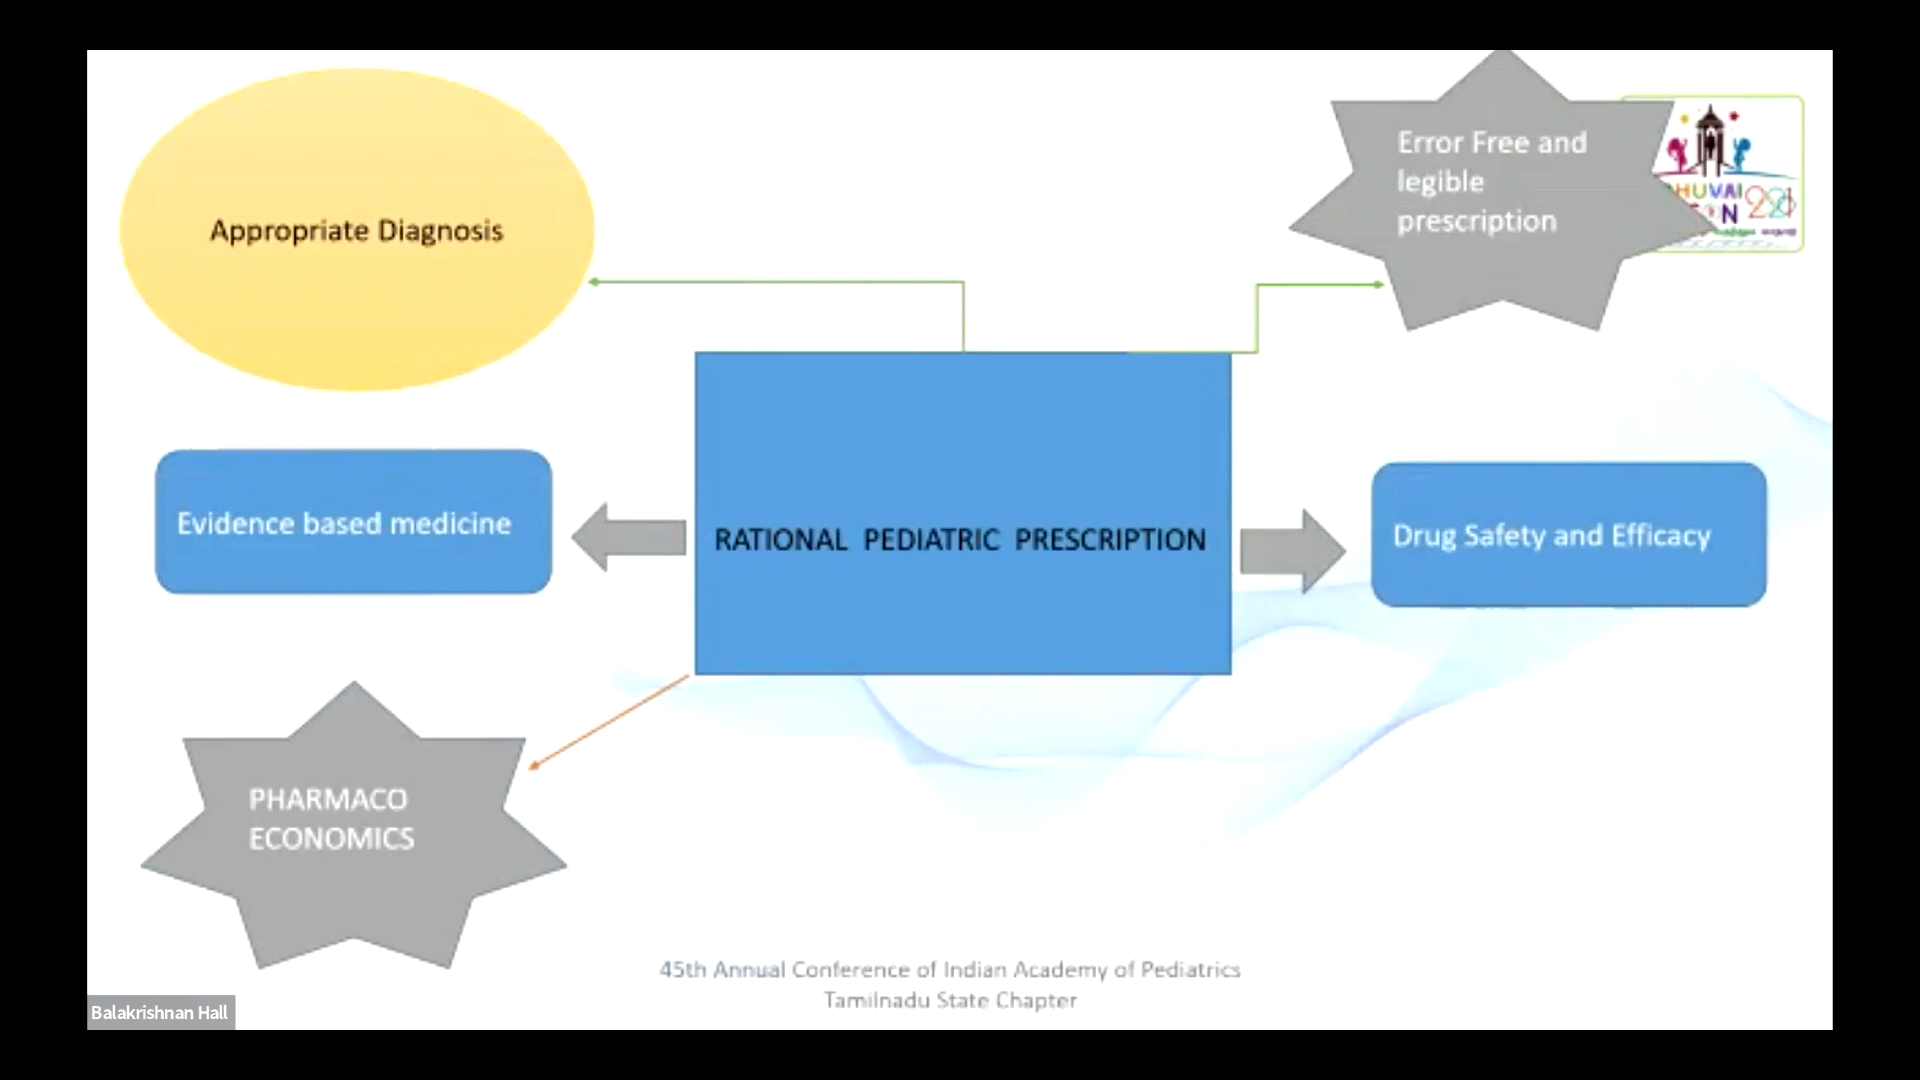 Appropriate Diagnosis
Error Free and
legible
prescription
Evidence based medicine
RATIONAL PEDIATRIC PRESCRIPTION
Drug Safety and Efficacy
PHARMACO
ECONOMICS
45th Annual Conference of Indian Academy of Pediatrics
Tamilnadu State Chapter
Balakrishnan Hall